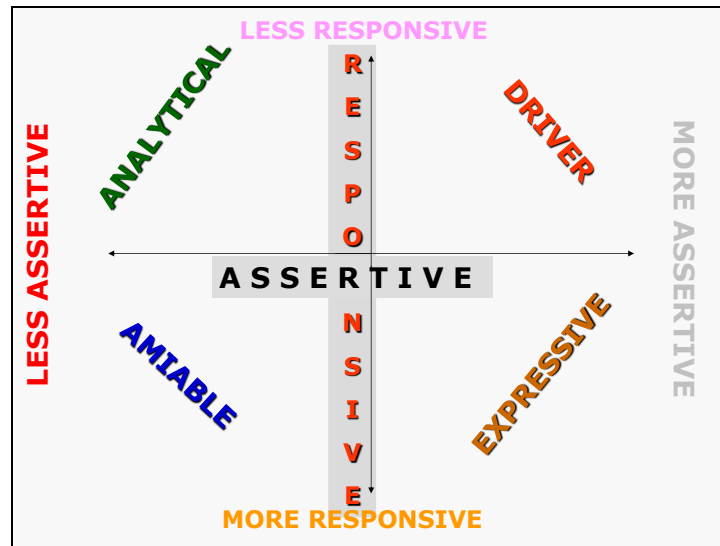 LESS RESPONSIVE
ANALYTICAL
DRIVER
RESPONSIVE
LESS ASSERTIVE
MORE ASSERTIVE
ASSERTIVE
AMIABLE
EXPRESSIVE
MORE RESPONSIVE